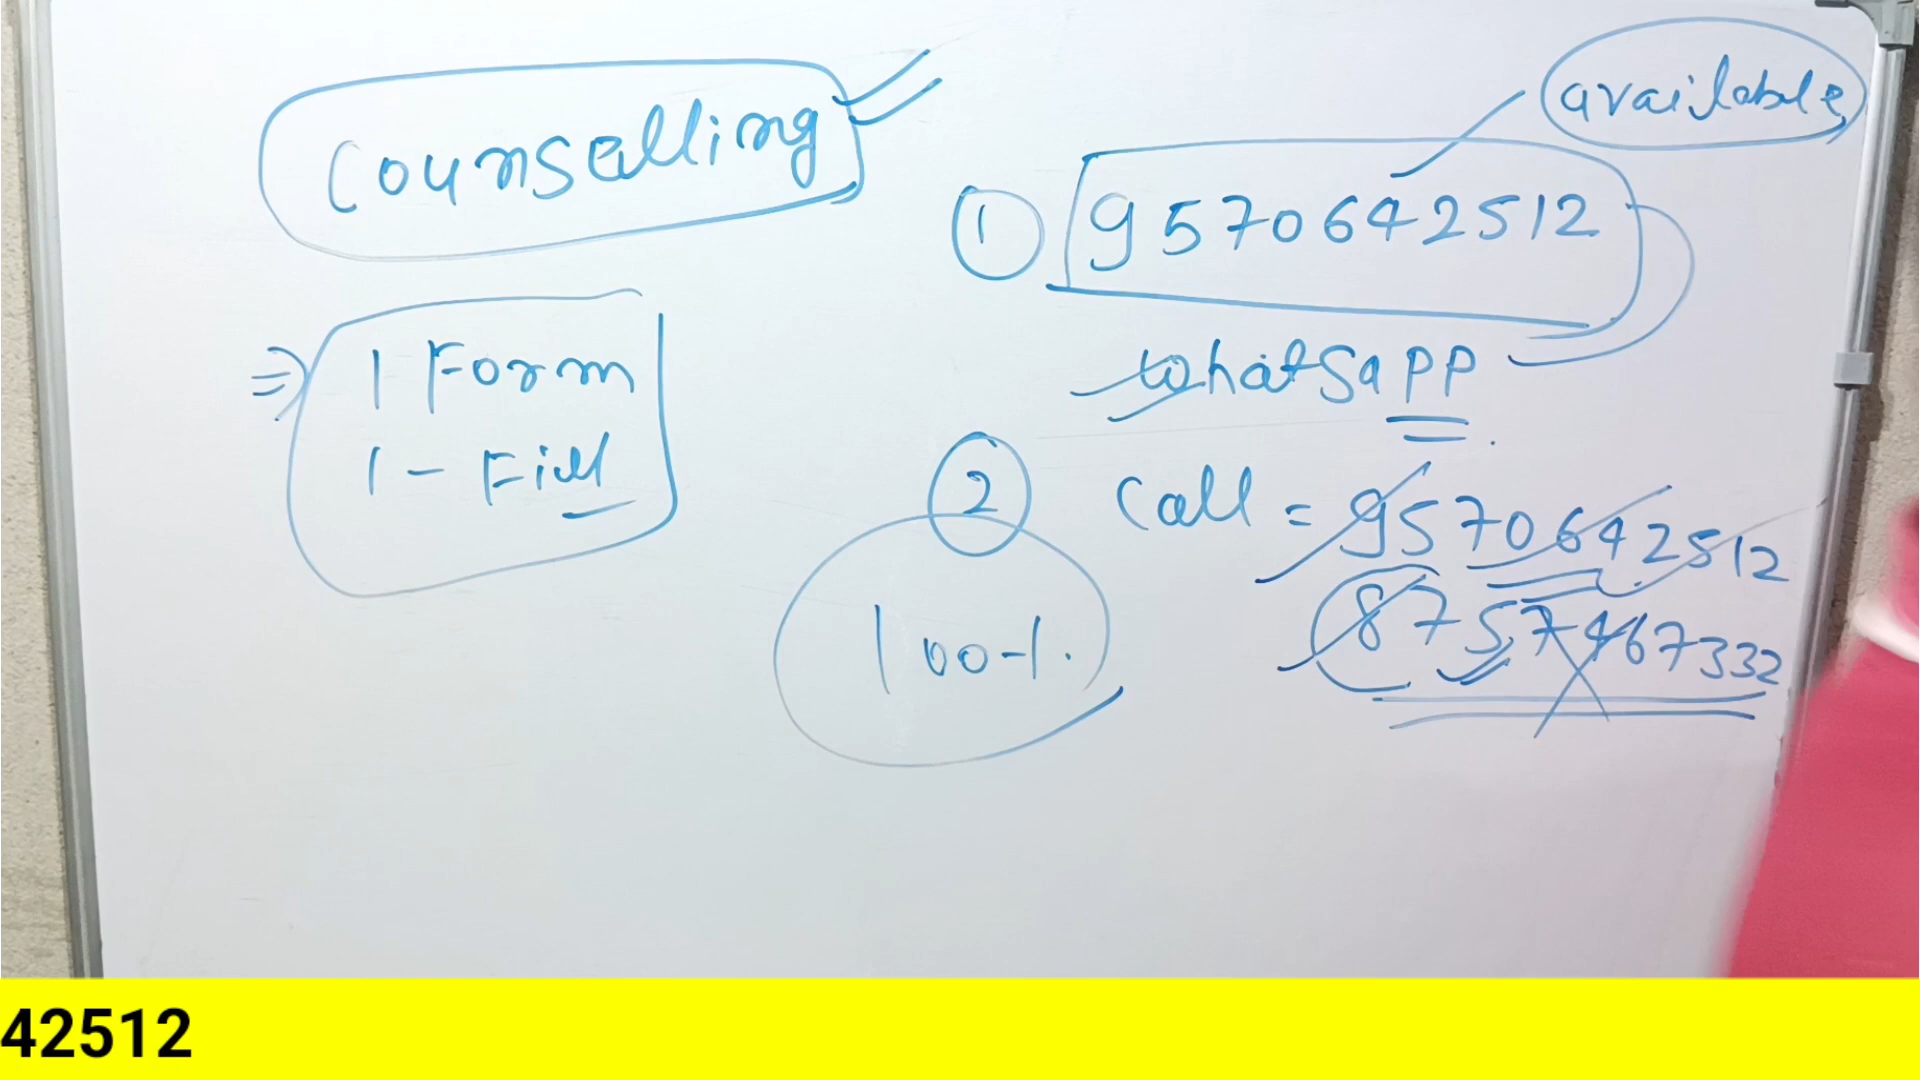 Counselling
available
1 9570642512
1 Form
whatsapp
1 - Fill
2 Call = 9570642512
8757467332
100%
42512